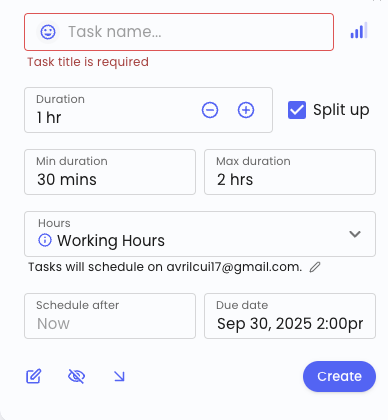 Task name...
Task title is required
Duration
1 hr
Split up
Min duration
30 mins
Max duration
2 hrs
Hours
Working Hours
Tasks will schedule on avrilcui17@gmail.com.
Schedule after
Now
Due date
Sep 30, 2025 2:00pr
Create